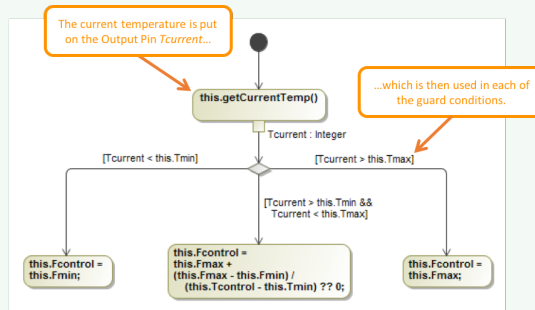 The current temperature is put
on the Output Pin Tcurrent...
this.getCurrentTemp()
...which is then used in each of
the guard conditions.
Tcurrent : Integer
[Tcurrent < this.Tmin]
[Tcurrent > this.Tmax]
[Tcurrent > this.Tmin &&
Tcurrent < this.Tmax]
this.Fcontrol =
this.Fmin;
this.Fcontrol =
this.Fmax +
(this.Fmax - this.Fmin) /
(this.Tcontrol - this.Tmin) ?? 0;
this.Fcontrol =
this.Fmax;